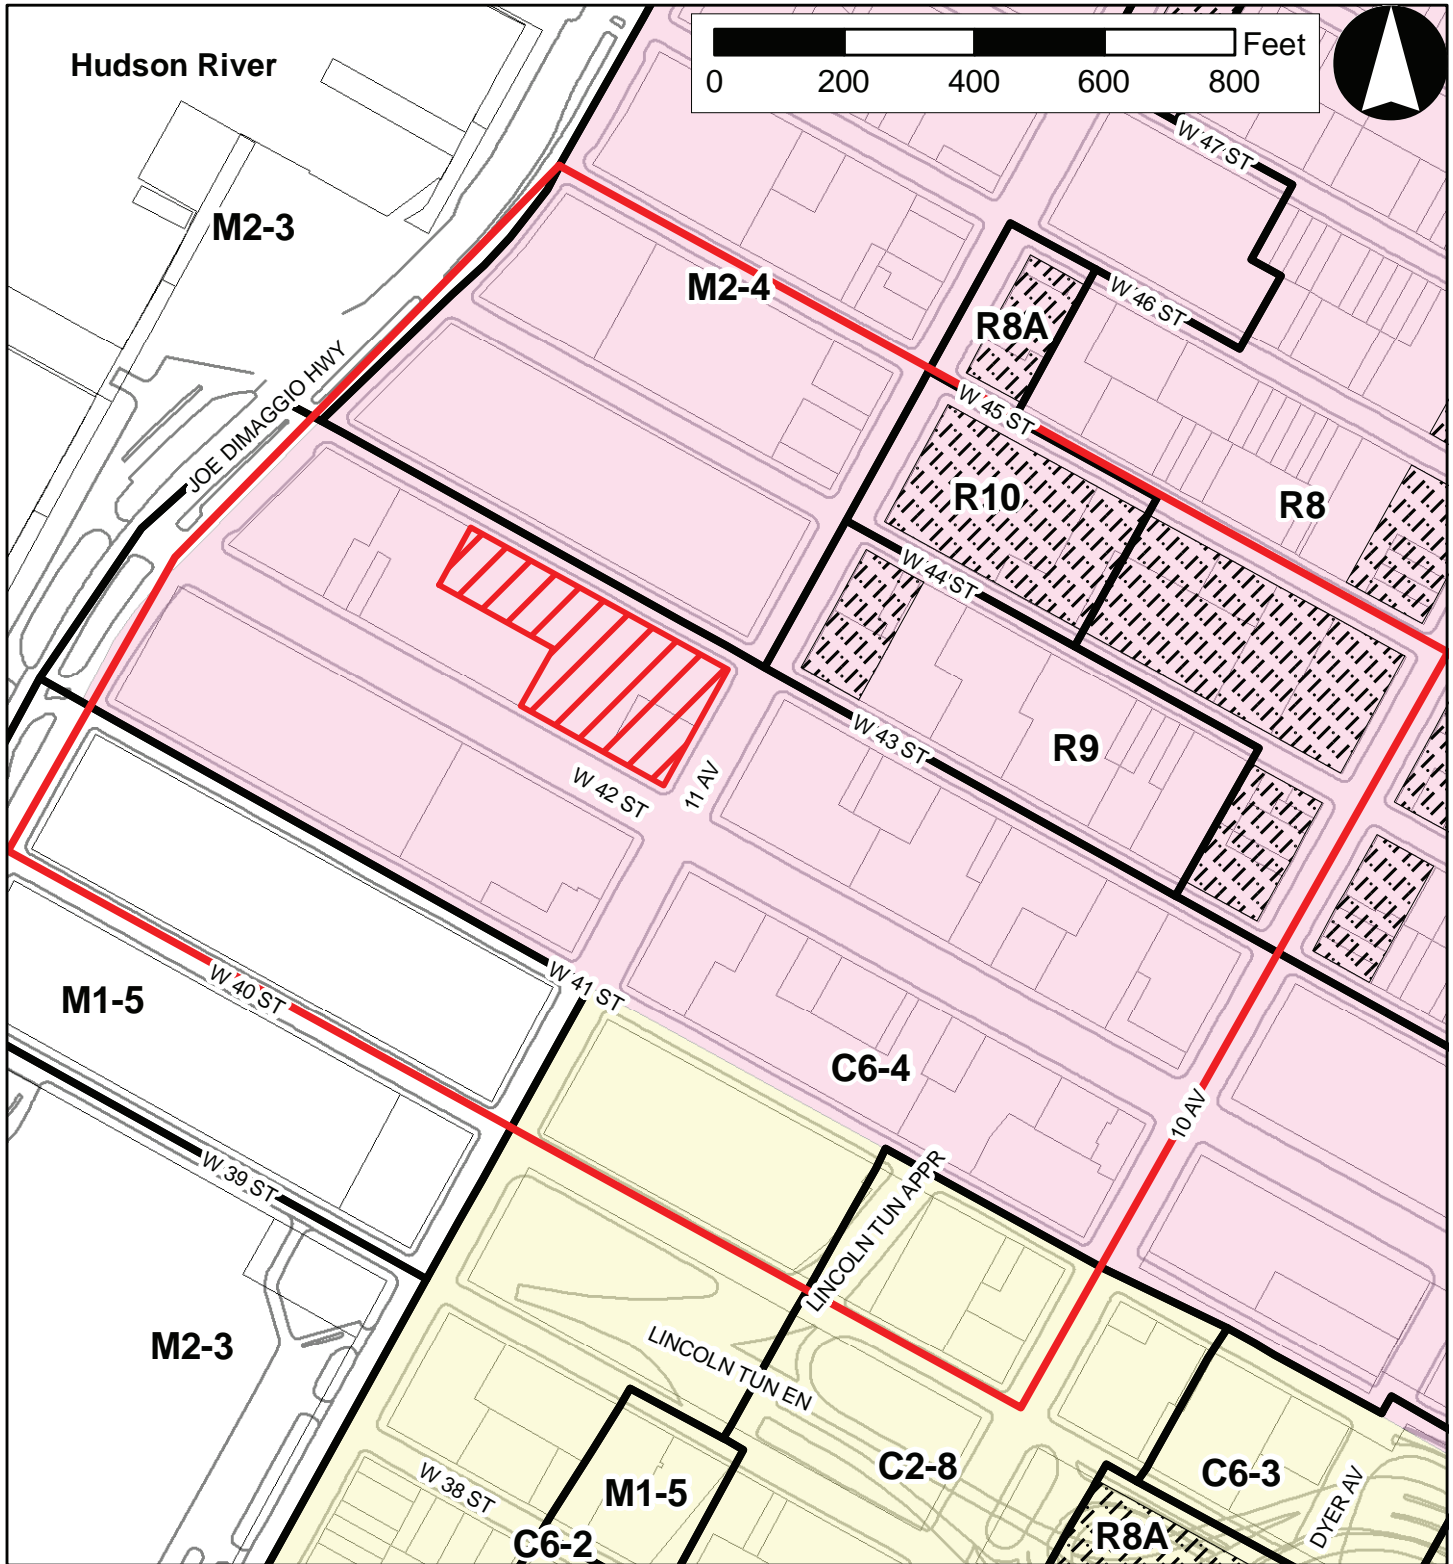 Feet
0 200 400 600 800
Hudson River
W 47 ST
M2-3
M2-4
W 46 ST
R8A
JOE DIMAGGIO HWY
W 45 ST
R10
R8
W 44 ST
W 43 ST
R9
W 42 ST
11 AV
W 40 ST
W 41 ST
M1-5
C6-4
10 AV
W 39 ST
LINCOLN TUN APPR
M2-3
LINCOLN TUN EN
C2-8
C6-3
W 38 ST
M1-5
DYER AV
C6-2
R8A